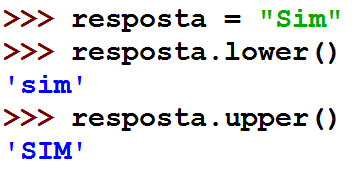 >>> resposta = "Sim"
>>> resposta.lower()
'sim'
>>> resposta.upper()
'SIM'